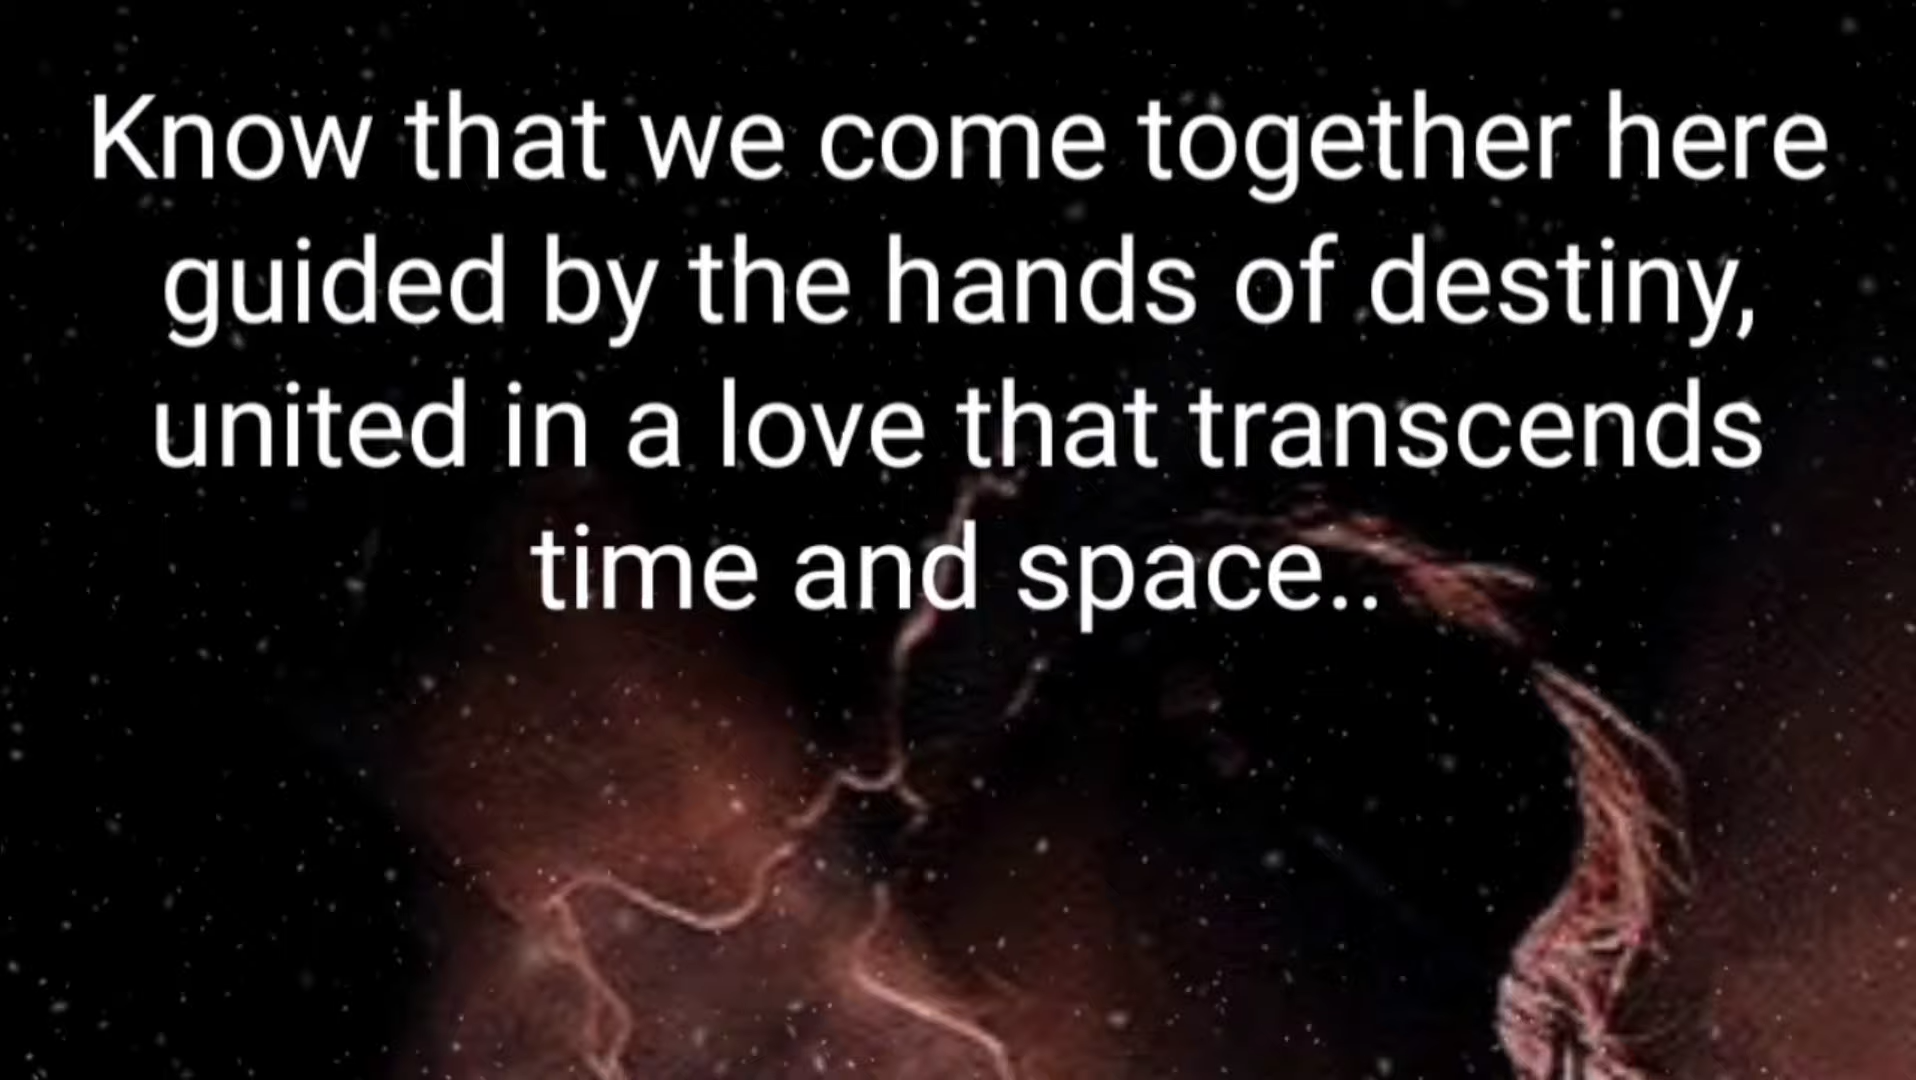 Know that we come together here
guided by the hands of destiny,
united in a love that transcends
time and space..